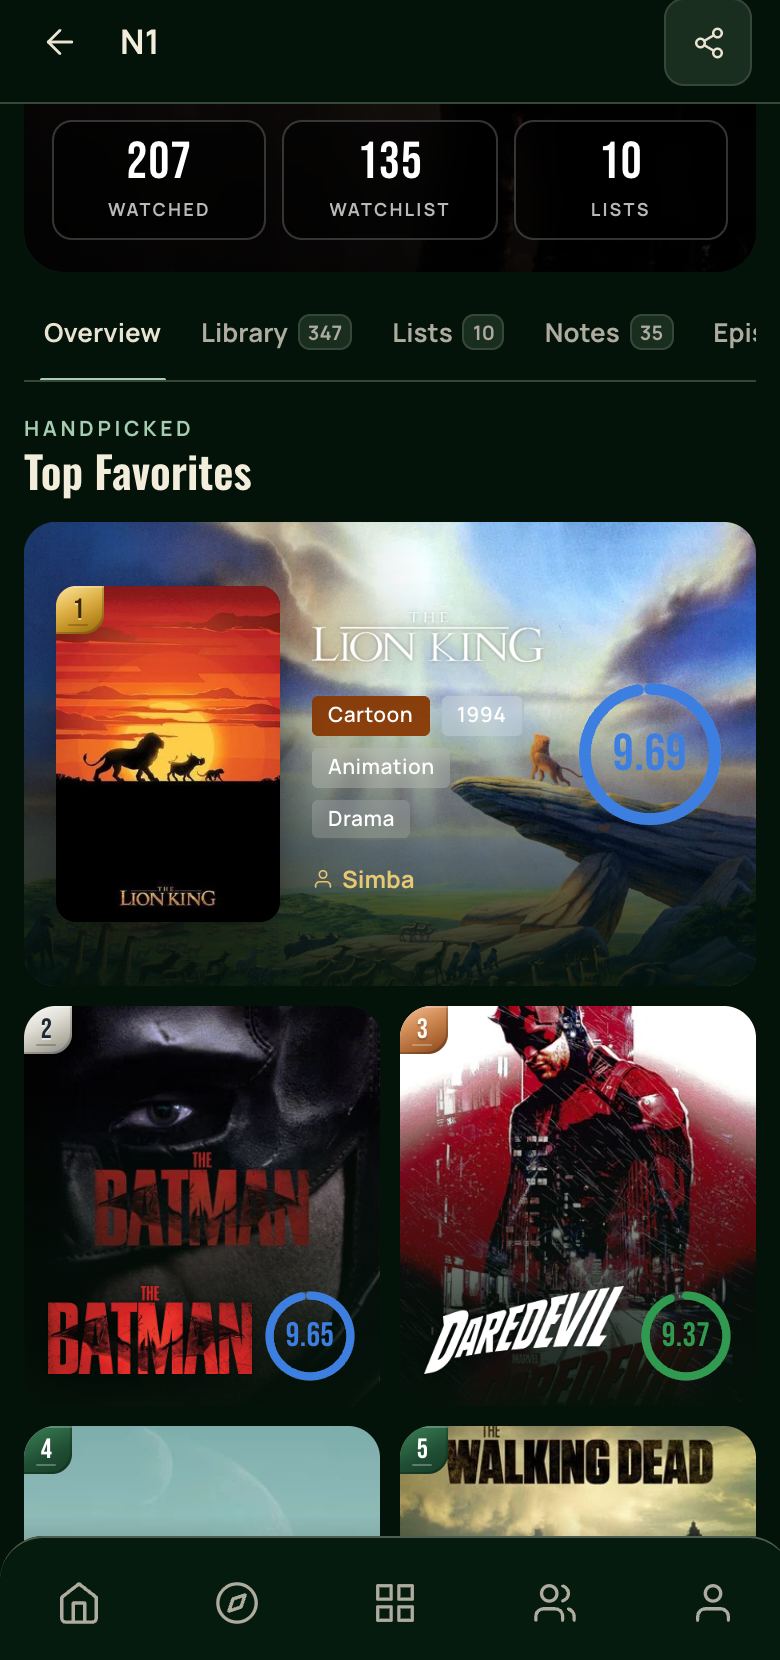 N1
207
WATCHED
135
WATCHLIST
10
LISTS
Overview
Library 347
Lists 10
Notes 35
Epis
HANDPICKED
Top Favorites
1
THE
LION KING
THE
LION KING
Cartoon
1994
Animation
Drama
Simba
9.69
2
THE
BATMAN
THE
BATMAN
9.65
3
DAREDEVIL
DAREDEVIL
9.37
4
5
THE
WALKING DEAD